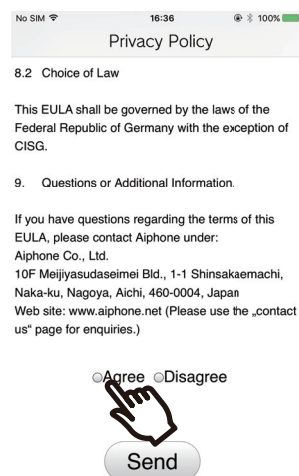 No SIM 16:36 100%
Privacy Policy
8.2 Choice of Law
This EULA shall be governed by the laws of the
Federal Republic of Germany with the exception of
CISG.
9. Questions or Additional Information.
If you have questions regarding the terms of this
EULA, please contact Aiphone under:
Aiphone Co., Ltd.
10F Meijiyasudaseimei Bld., 1-1 Shinsakaemachi,
Naka-ku, Nagoya, Aichi, 460-0004, Japan
Web site: www.aiphone.net (Please use the „contact
us“ page for enquiries.)
Agree Disagree
Send